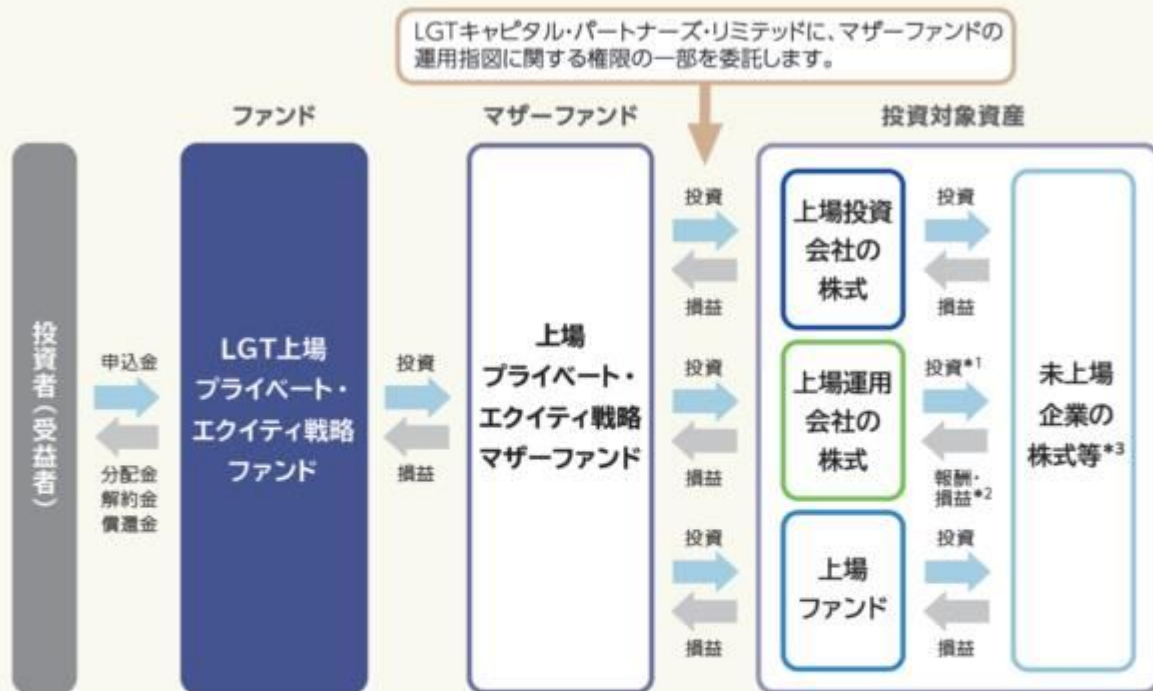 LGTキャピタル・パートナーズ・リミテッドに、マザーファンドの
運用指図に関する権限の一部を委託します。
ファンド
マザーファンド
投資対象資産
投資者(受益者)
申込金
分配金
解約金
償還金
LGT上場
プライベート・
エクイティ戦略
ファンド
投資
損益
上場
プライベート・
エクイティ戦略
マザーファンド
投資
損益
上場投資
会社の
株式
投資
損益
投資
損益
上場運用
会社の
株式
投資*1
報酬・
損益*2
投資
損益
上場
ファンド
投資
損益
未上場
企業の
株式等*3